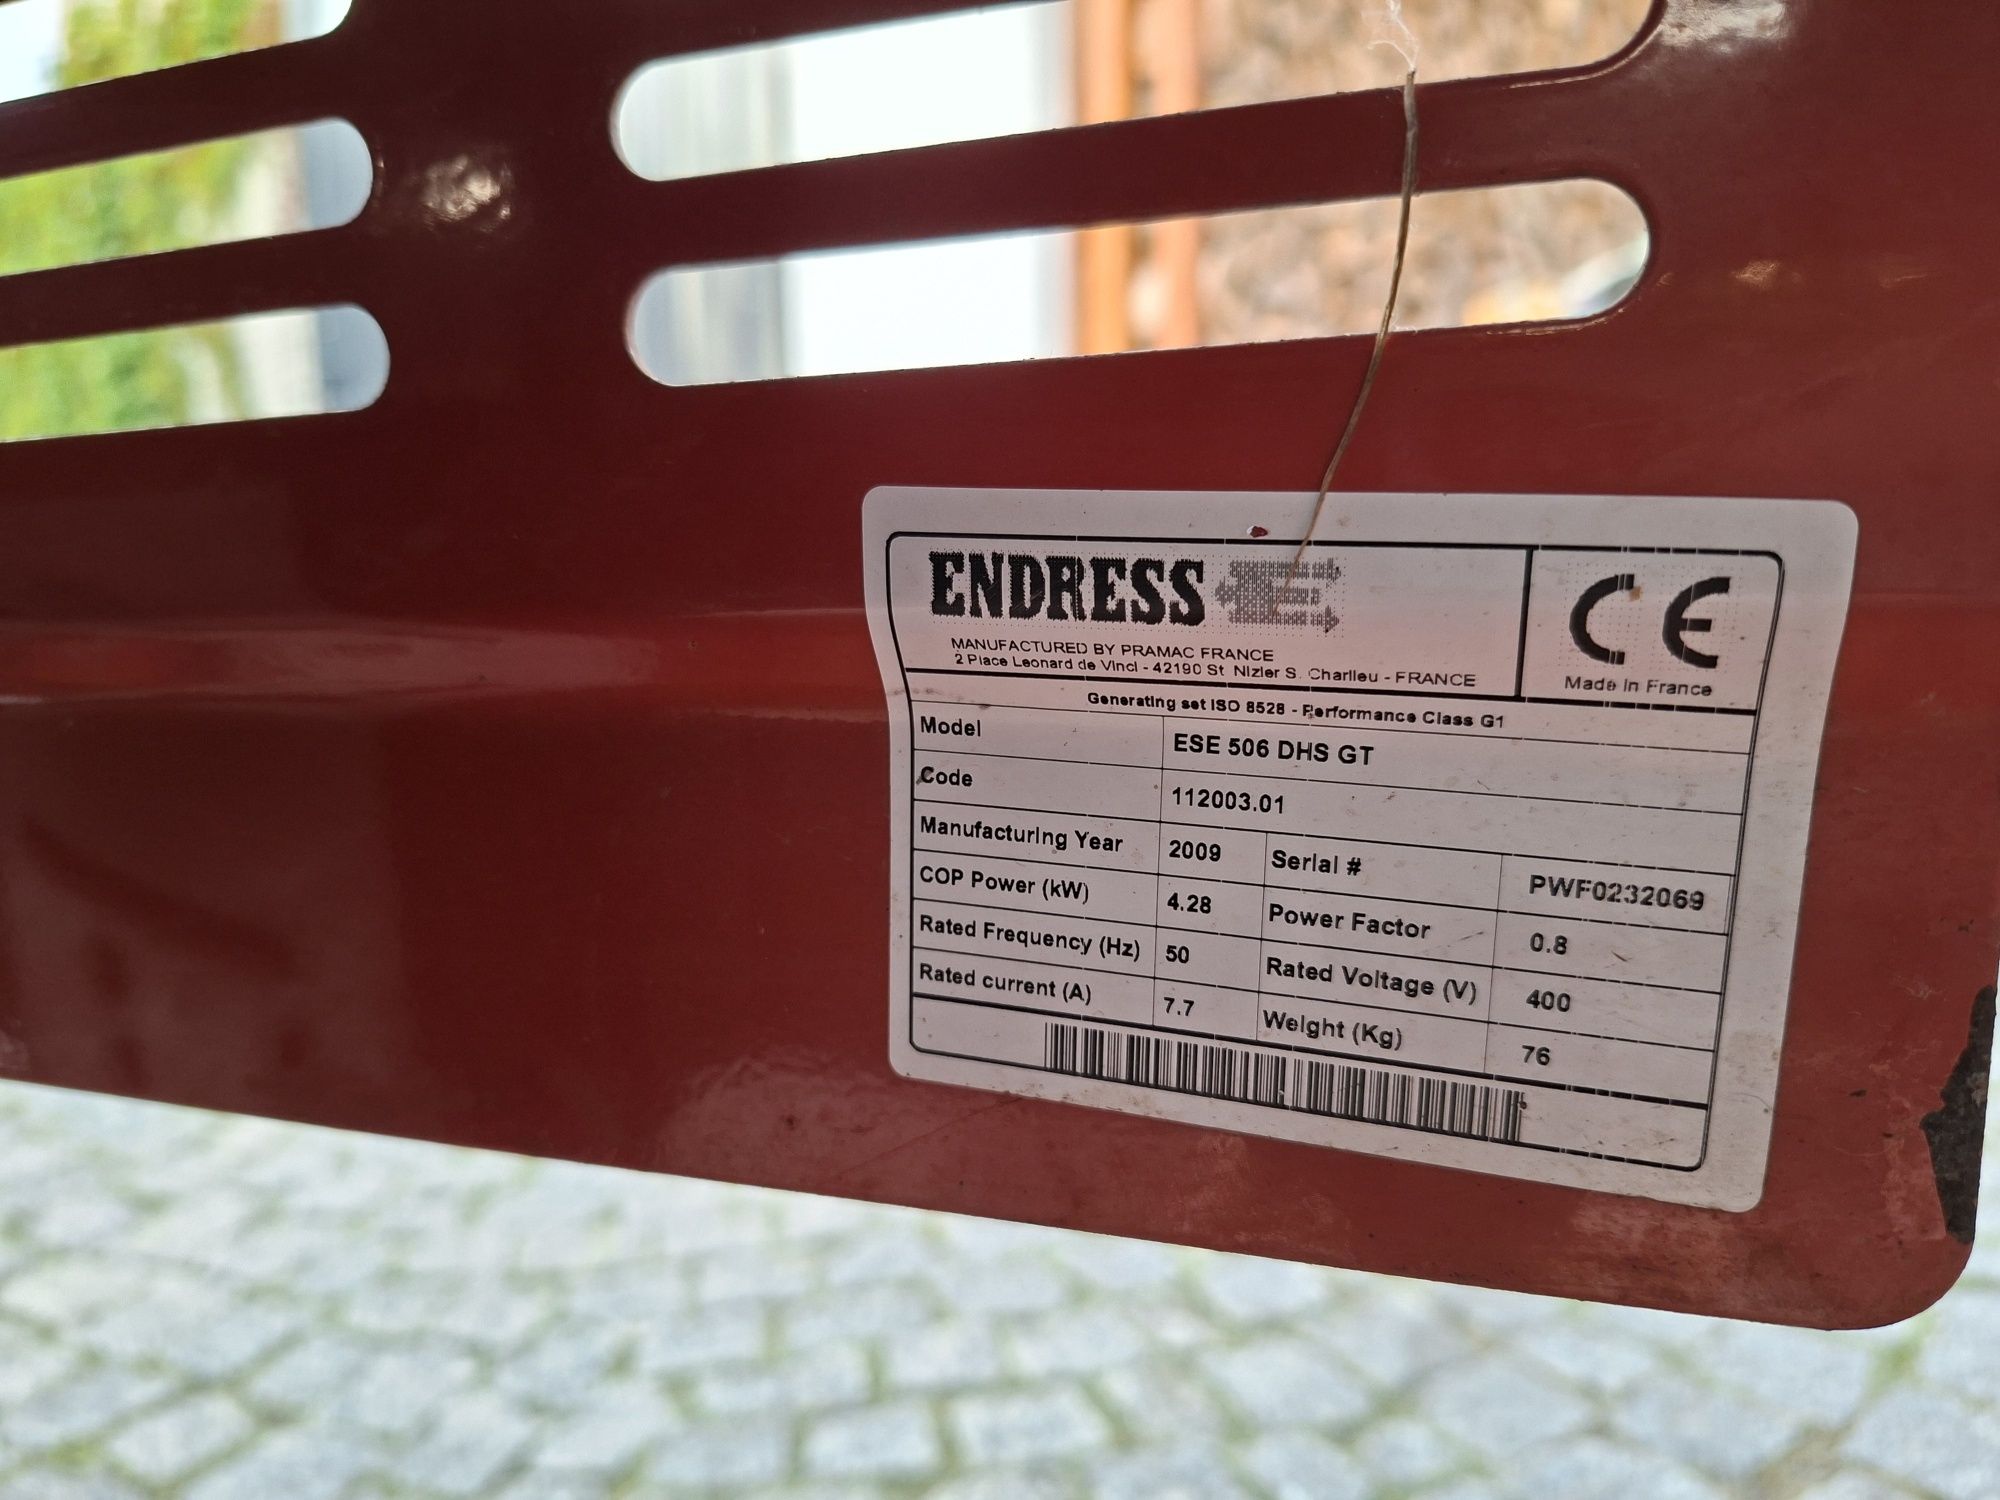 ENDRESS
MANUFACTURED BY PRAMAC FRANCE
2 Place Leonard de Vinci - 42190 St. Nizier S. Charlieu - FRANCE
CE
Made in France
Generating set ISO 8528 - Performance Class G1
Model ESE 506 DHS GT
Code 112003.01
Manufacturing Year 2009 Serial # PWF0232069
COP Power (kW) 4.28 Power Factor 0.8
Rated Frequency (Hz) 50 Rated Voltage (V) 400
Rated current (A) 7.7 Weight (Kg) 76